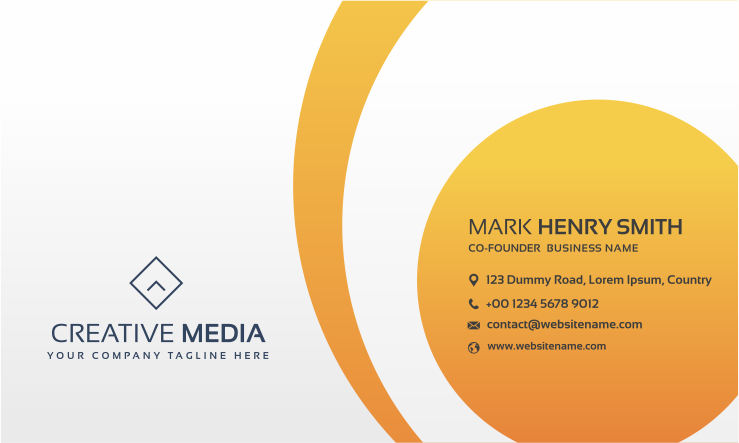 MARK HENRY SMITH
CO-FOUNDER BUSINESS NAME
123 Dummy Road, Lorem Ipsum, Country
+00 1234 5678 9012
contact@websitename.com
www.websitename.com
CREATIVE MEDIA
YOUR COMPANY TAGLINE HERE